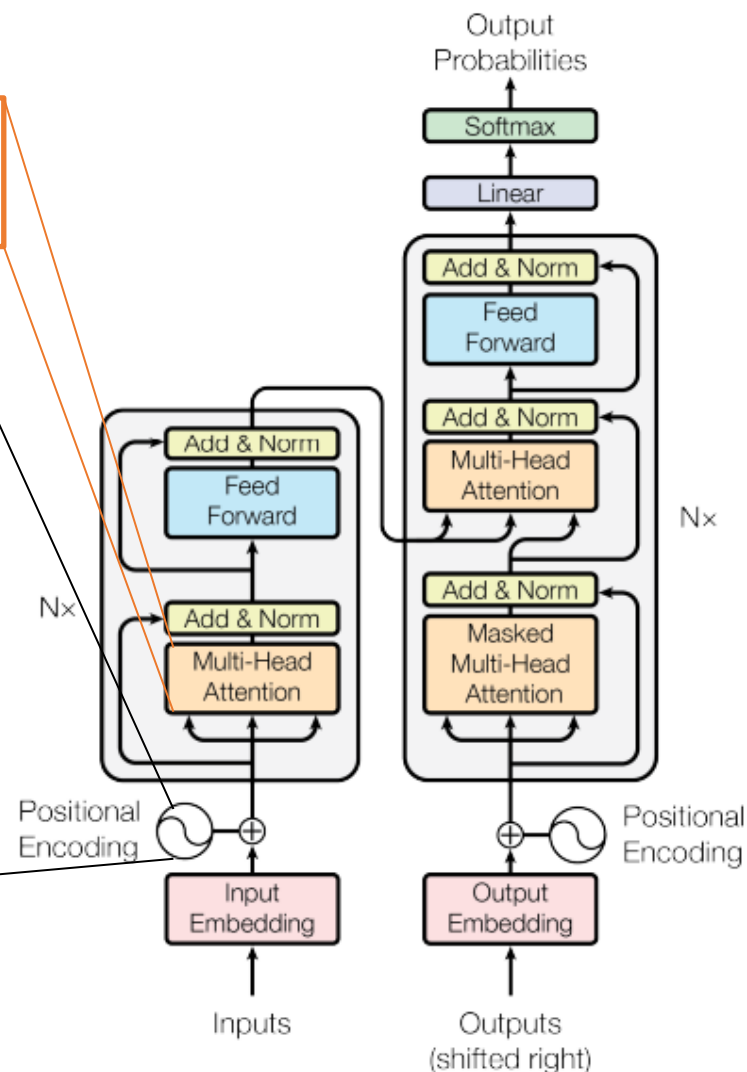 Output
Probabilities
Softmax
Linear
Add & Norm
Feed
Forward
Add & Norm
Multi-Head
Attention
Nx
Add & Norm
Masked
Multi-Head
Attention
Add & Norm
Feed
Forward
Nx
Add & Norm
Multi-Head
Attention
Positional
Encoding
Positional
Encoding
Input
Embedding
Output
Embedding
Inputs
Outputs
(shifted right)